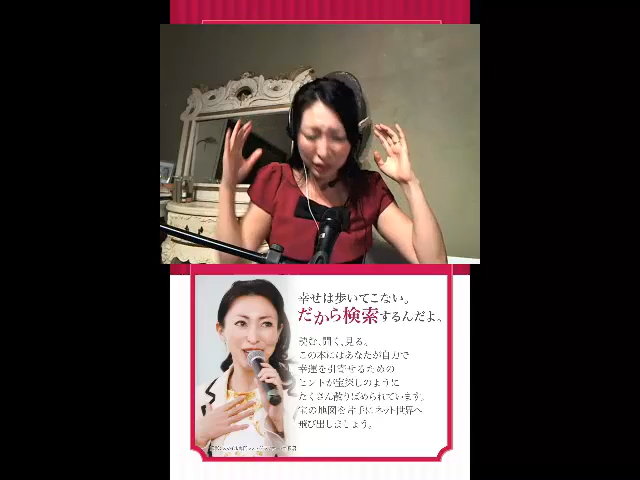 幸せは歩いてこない。
だから検索するんだよ。
読む、聞く、見る。
この本にはあなたが自力で
幸運を引寄せるための
ヒントが宝探しのように
たくさん散りばめられています。
宝の地図を片手にネット世界へ
飛び出しましょう。